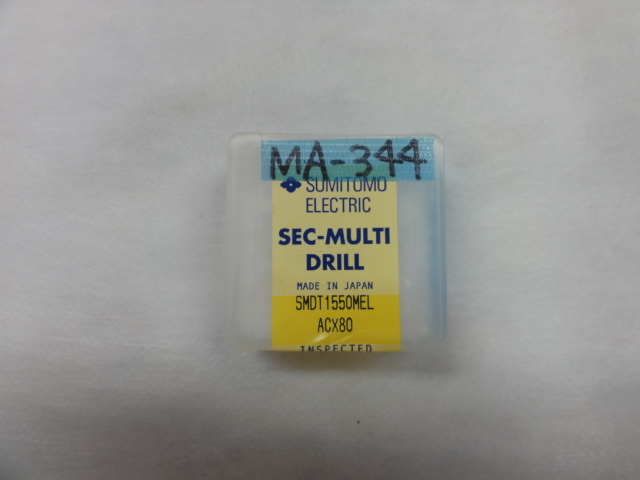 MA-344
SUMITOMO
ELECTRIC
SEC-MULTI
DRILL
MADE IN JAPAN
SMDT1550MEL
ACX80
INSPECTED